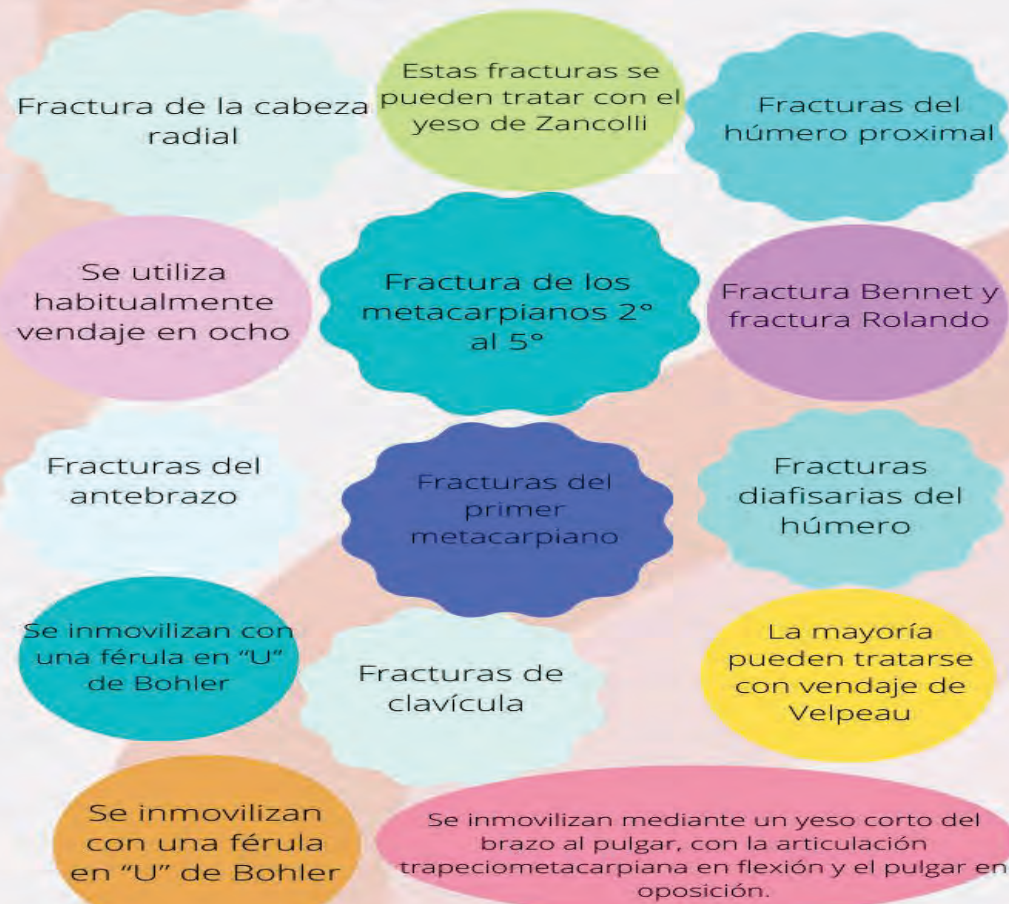 Fractura de la cabeza
radial
Estas fracturas se
pueden tratar con el
yeso de Zancolli
Fracturas del
húmero proximal
Se utiliza
habitualmente
vendaje en ocho
Fractura de los
metacarpianos 2°
al 5°
Fractura Bennet y
fractura Rolando
Fracturas del
antebrazo
Fracturas del
primer
metacarpiano
Fracturas
diafisarias del
húmero
Se inmovilizan con
una férula en “U”
de Bohler
Fracturas de
clavícula
La mayoría
pueden tratarse
con vendaje de
Velpeau
Se inmovilizan
con una férula
en “U” de Bohler
Se inmovilizan mediante un yeso corto del
brazo al pulgar, con la articulación
trapeciometacarpiana en flexión y el pulgar en
oposición.